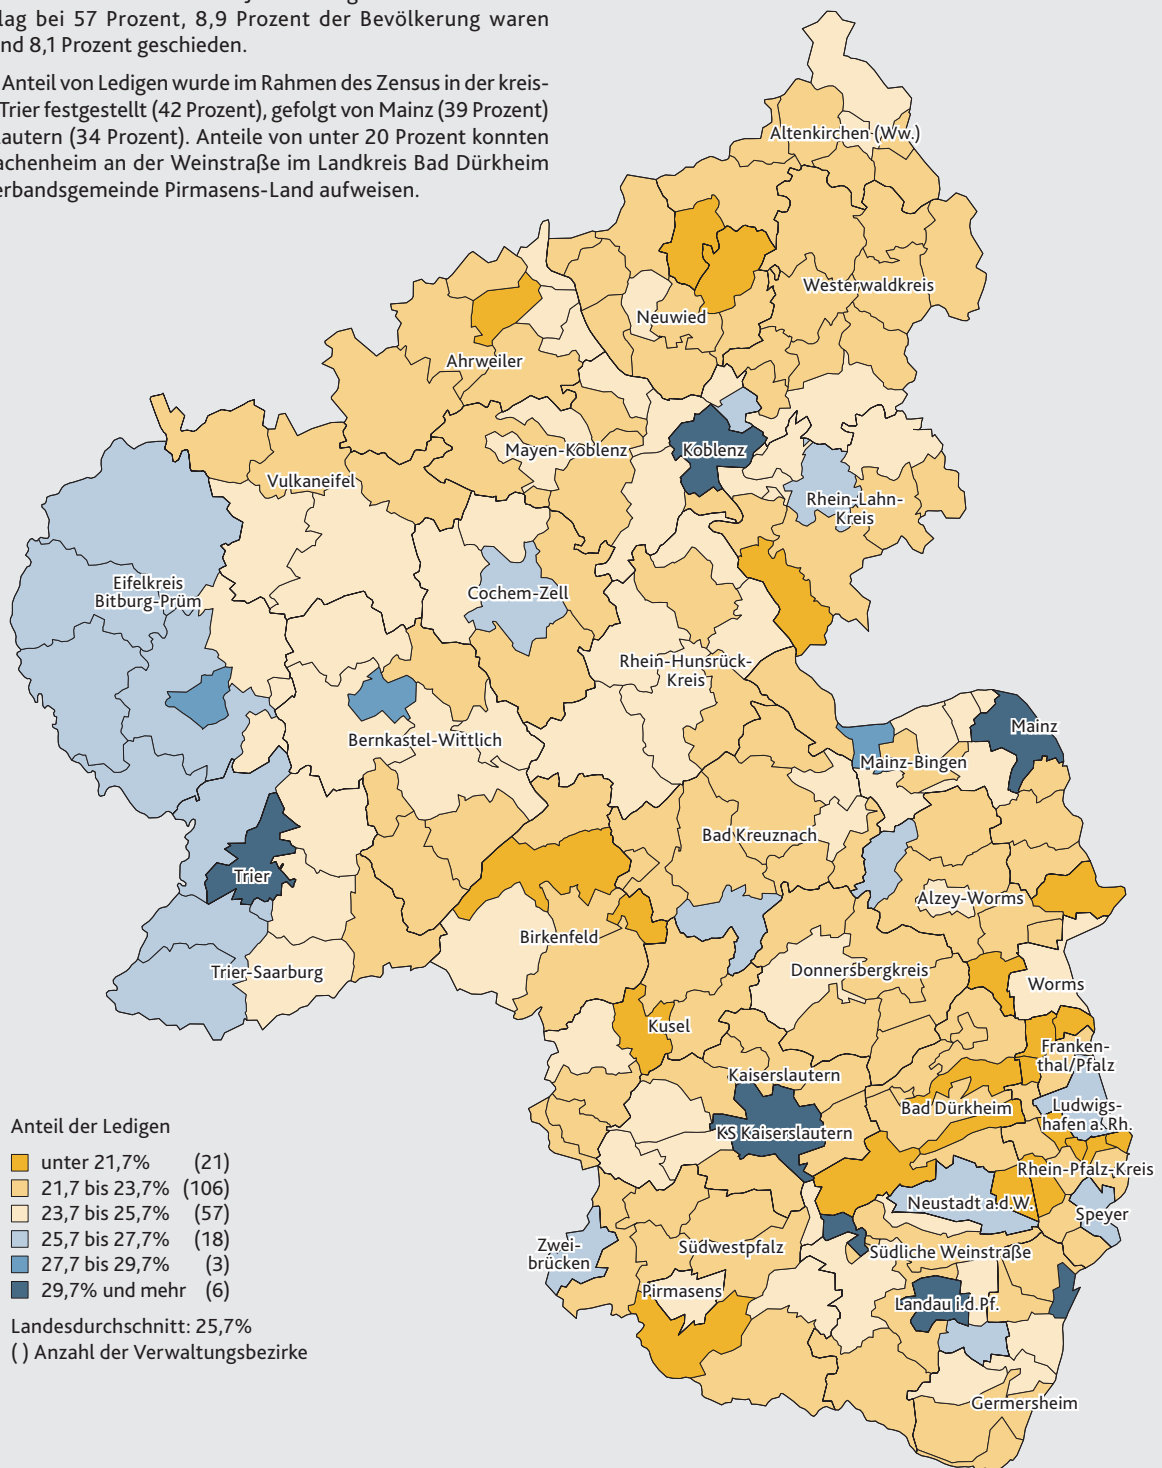 lag bei 57 Prozent, 8,9 Prozent der Bevölkerung waren
nd 8,1 Prozent geschieden.
Anteil von Ledigen wurde im Rahmen des Zensus in der kreis-
Trier festgestellt (42 Prozent), gefolgt von Mainz (39 Prozent)
autern (34 Prozent). Anteile von unter 20 Prozent konnten
achenheim an der Weinstraße im Landkreis Bad Dürkheim
erbandsgemeinde Pirmasens-Land aufweisen.
Altenkirchen (Ww.)
Westerwaldkreis
Neuwied
Ahrweiler
Mayen-Koblenz
Koblenz
Vulkaneifel
Rhein-Lahn-
Kreis
Eifelkreis
Bitburg-Prüm
Cochem-Zell
Rhein-Hunsrück-
Kreis
Mainz
Bernkastel-Wittlich
Mainz-Bingen
Bad Kreuznach
Trier
Alzey-Worms
Birkenfeld
Trier-Saarburg
Donnersbergkreis
Worms
Kusel
Franken-
thal/Pfalz
Kaiserslautern
Bad Dürkheim
Ludwigs-
hafen a. Rh.
KS Kaiserslautern
Rhein-Pfalz-Kreis
Neustadt a.d.W.
Speyer
Zwei-
brücken
Südwestpfalz
Südliche Weinstraße
Pirmasens
Landau i.d.Pf.
Germersheim
Anteil der Ledigen
unter 21,7% (21)
21,7 bis 23,7% (106)
23,7 bis 25,7% (57)
25,7 bis 27,7% (18)
27,7 bis 29,7% (3)
29,7% und mehr (6)
Landesdurchschnitt: 25,7%
( ) Anzahl der Verwaltungsbezirke